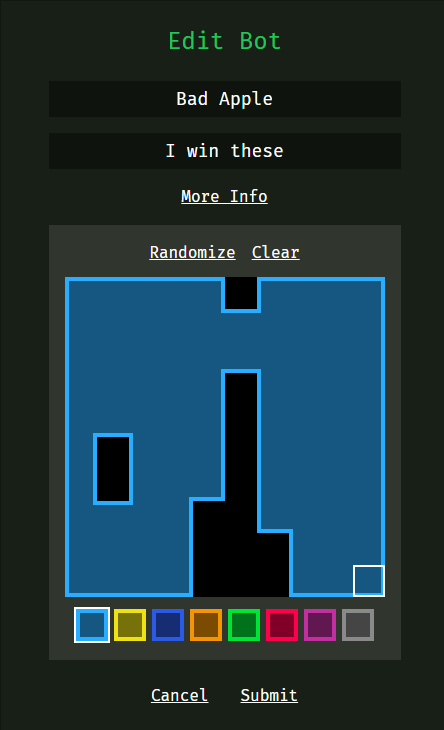 Edit Bot
Bad Apple
I win these
More Info
Randomize Clear
Cancel Submit